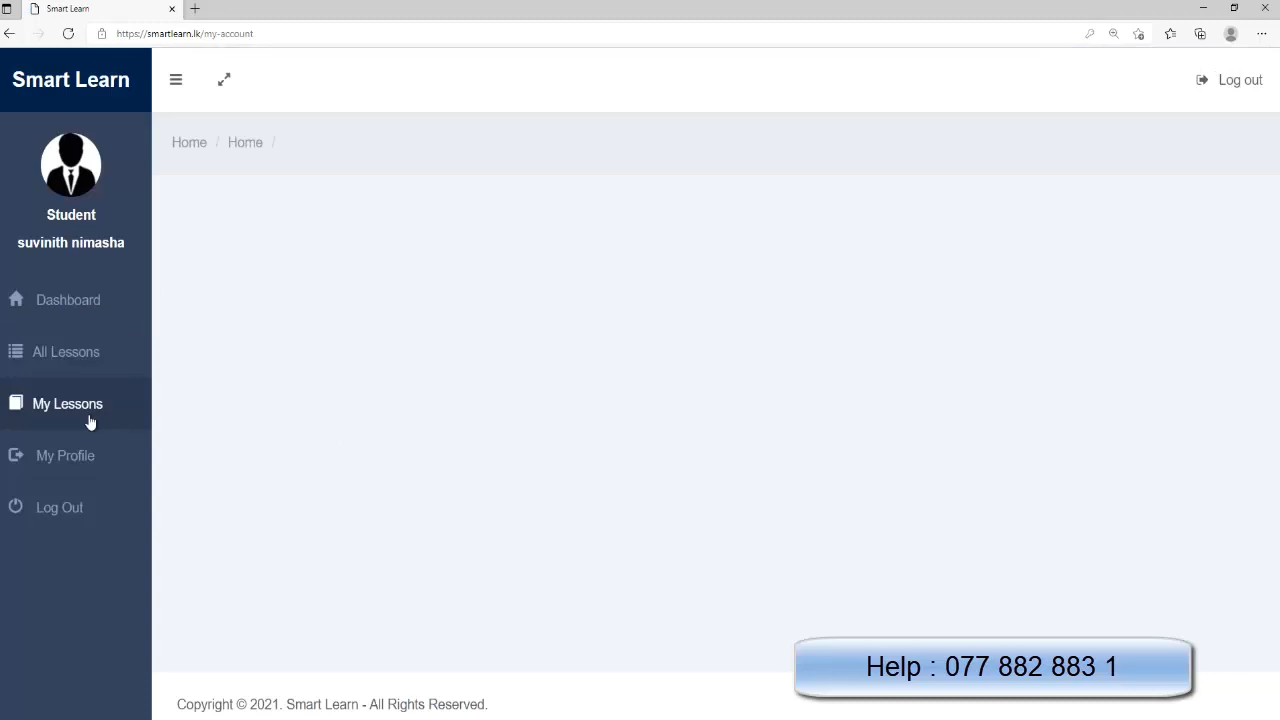 Smart Learn
https://smartlearn.lk/my-account
Smart Learn
Log out
Home / Home /
Student
suvinith nimasha
Dashboard
All Lessons
My Lessons
My Profile
Log Out
Help : 077 882 883 1
Copyright © 2021. Smart Learn - All Rights Reserved.